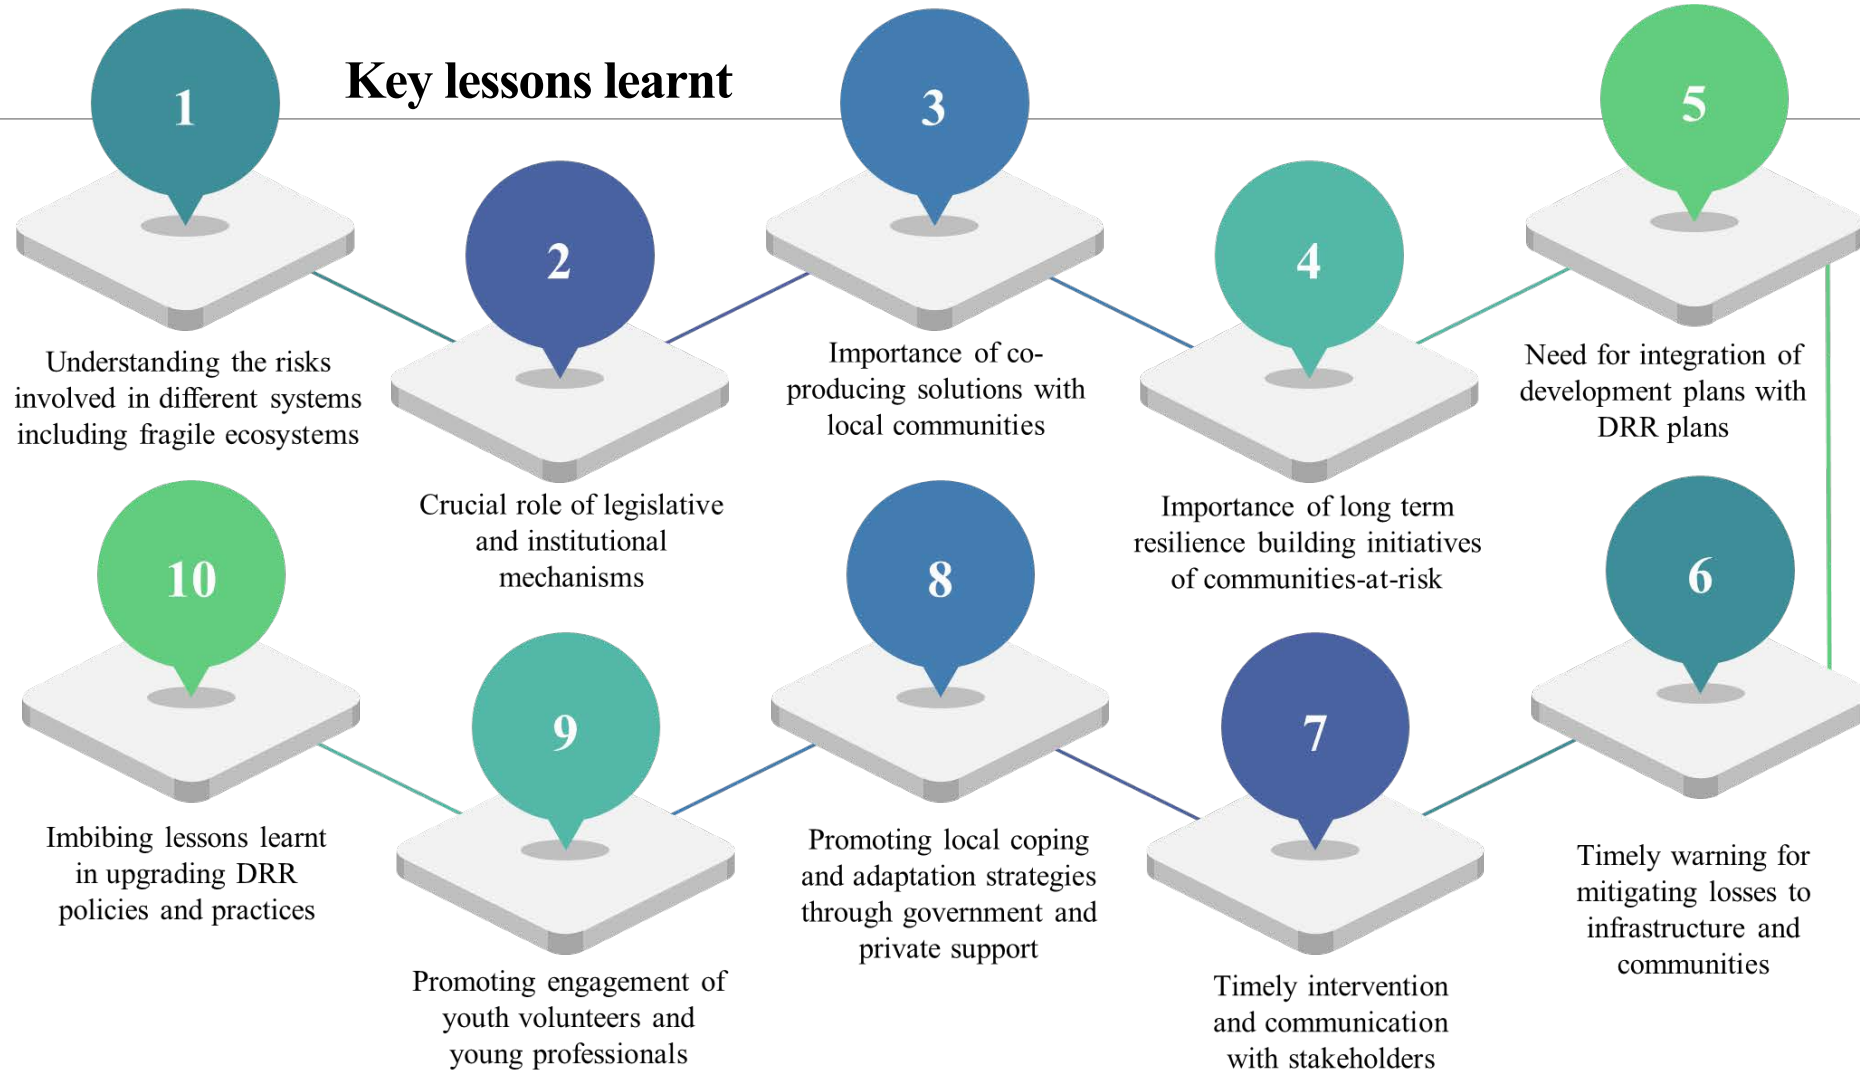 Key lessons learnt
1
Understanding the risks
involved in different systems
including fragile ecosystems
2
Crucial role of legislative
and institutional
mechanisms
3
Importance of co-
producing solutions with
local communities
4
Importance of long term
resilience building initiatives
of communities-at-risk
5
Need for integration of
development plans with
DRR plans
6
Timely warning for
mitigating losses to
infrastructure and
communities
7
Timely intervention
and communication
with stakeholders
8
Promoting local coping
and adaptation strategies
through government and
private support
9
Promoting engagement of
youth volunteers and
young professionals
10
Imbibing lessons learnt
in upgrading DRR
policies and practices